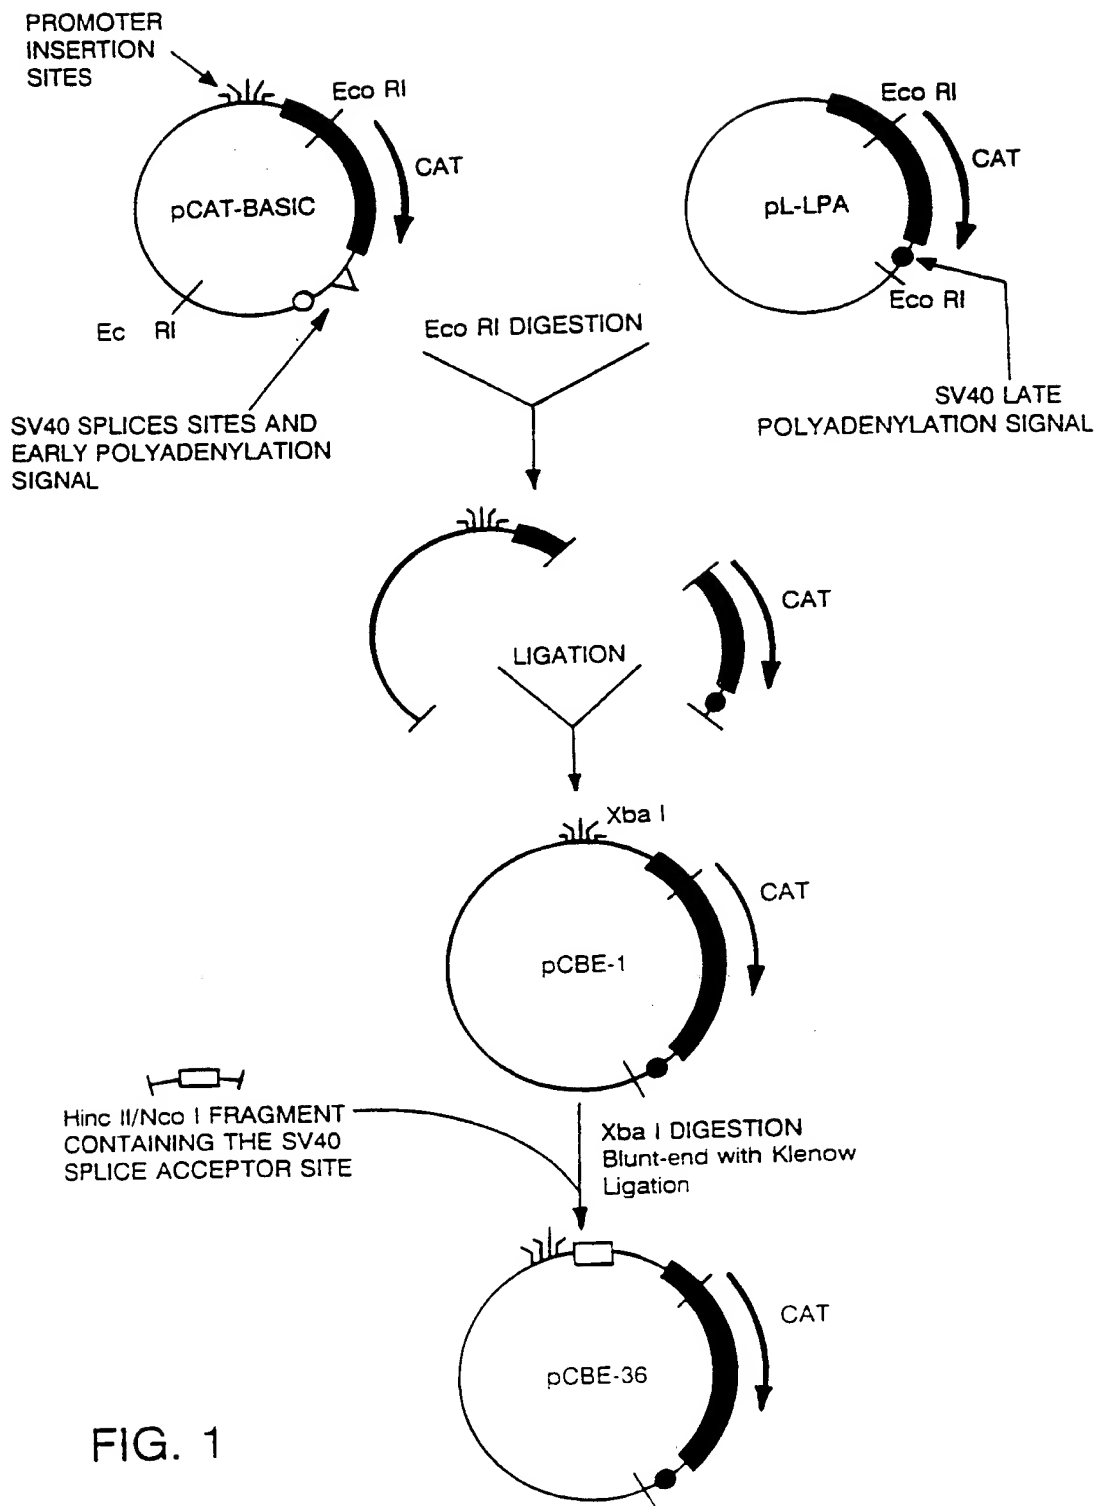 PROMOTER
INSERTION
SITES
Eco RI
CAT
pCAT-BASIC
Ec RI
SV40 SPLICES SITES AND
EARLY POLYADENYLATION
SIGNAL
Eco RI
CAT
pL-LPA
Eco RI
SV40 LATE
POLYADENYLATION SIGNAL
Eco RI DIGESTION
CAT
LIGATION
Xba I
CAT
pCBE-1
Hinc II/Nco I FRAGMENT
CONTAINING THE SV40
SPLICE ACCEPTOR SITE
Xba I DIGESTION
Blunt-end with Klenow
Ligation
CAT
pCBE-36
FIG. 1